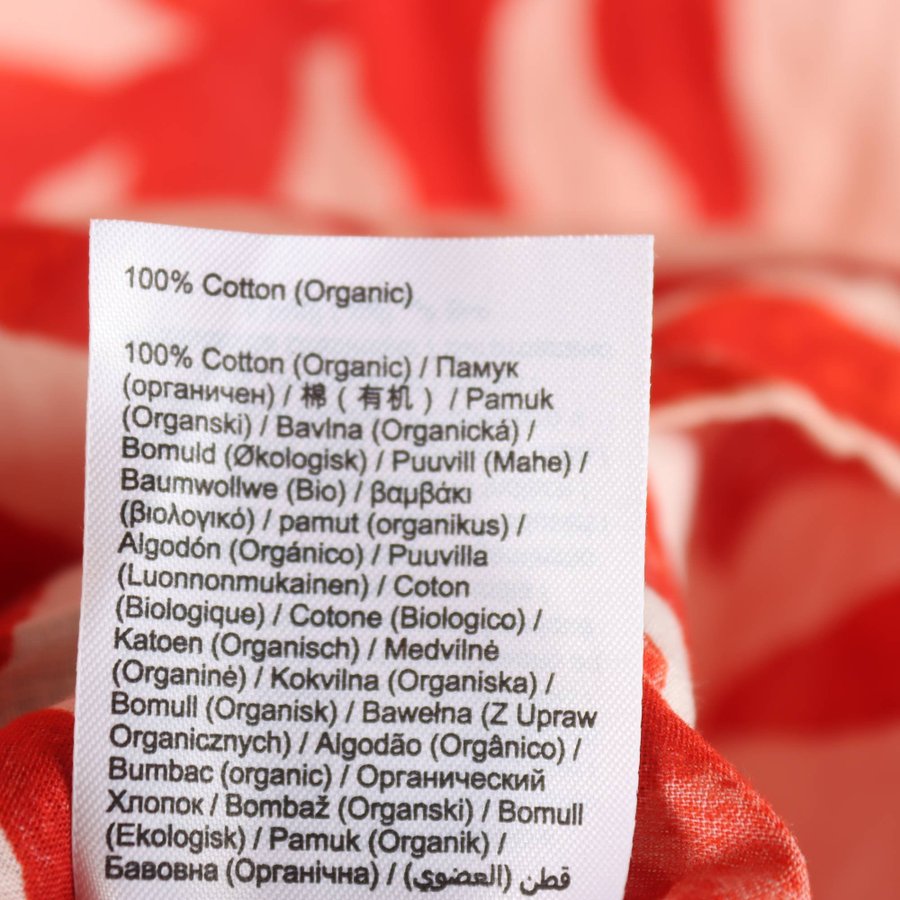 100% Cotton (Organic)
100% Cotton (Organic) / Памук
(органичен) / 棉 ( 有机 ) / Pamuk
(Organski) / Bavlna (Organická) /
Bomuld (Økologisk) / Puuvill (Mahe) /
Baumwollwe (Bio) / βαμβάκι
(βιολογικό) / pamut (organikus) /
Algodón (Orgánico) / Puuvilla
(Luonnonmukainen) / Coton
(Biologique) / Cotone (Biologico) /
Katoen (Organisch) / Medvilnė
(Organinė) / Kokvilna (Organiska) /
Bomull (Organisk) / Bawełna (Z Upraw
Organicznych) / Algodão (Orgânico) /
Bumbac (organic) / Органический
Хлопок / Bombaž (Organski) / Bomull
(Ekologisk) / Pamuk (Organik) /
Бавовна (Органічна) / قطن (العضوي)